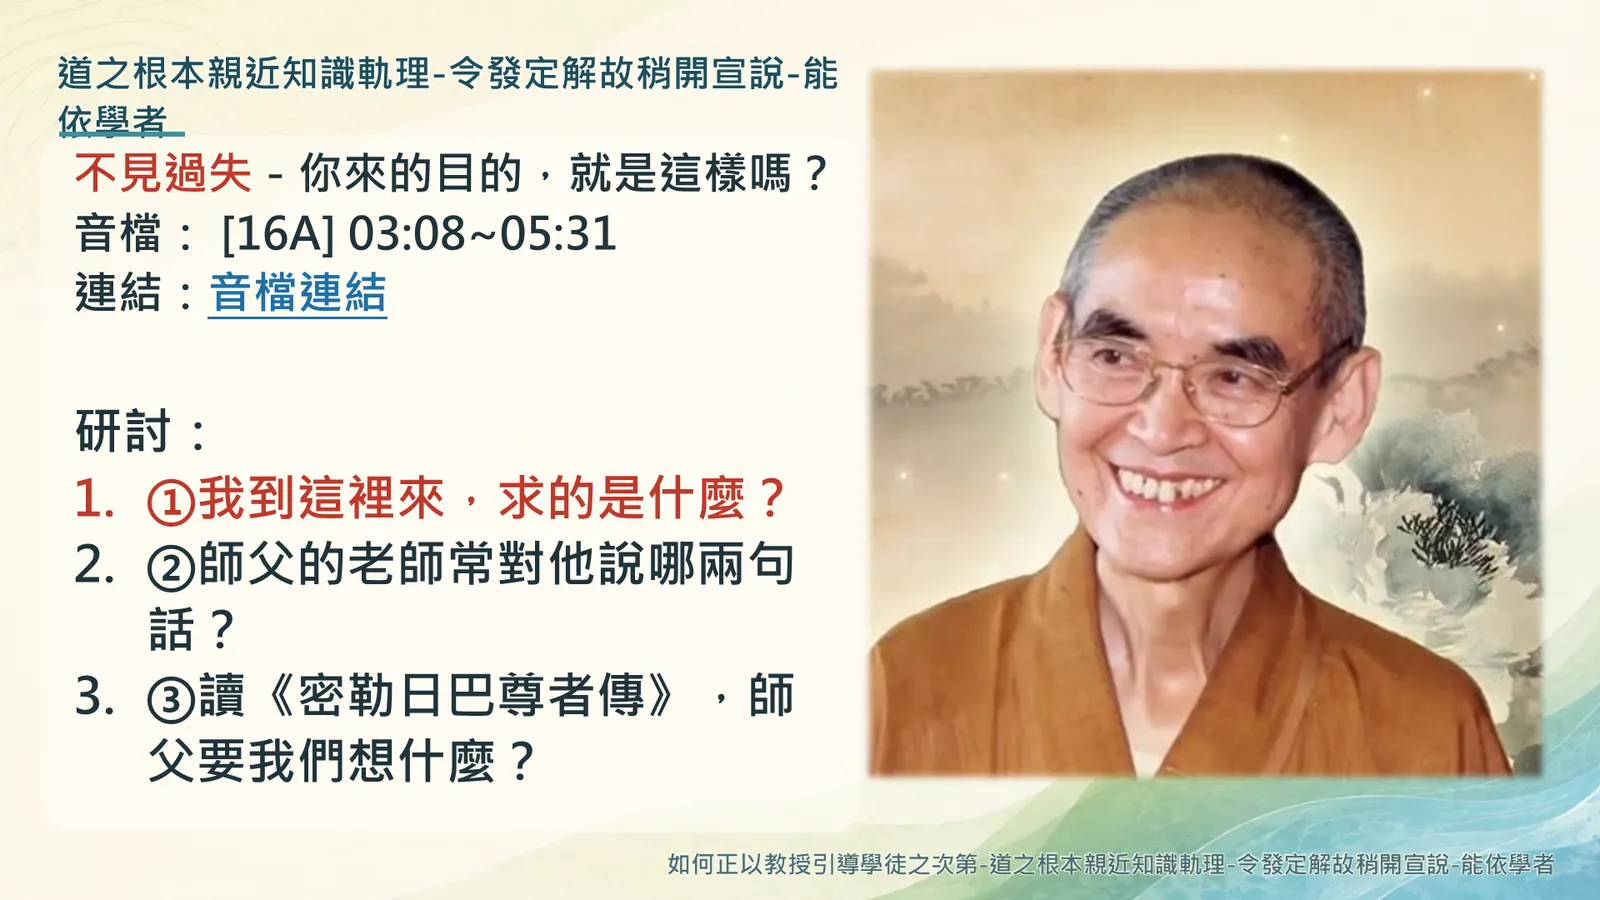 道之根本親近知識軌理-令發定解故稍開宣說-能
依學者
不見過失 - 你來的目的，就是這樣嗎？
音檔： [16A] 03:08~05:31
連結：音檔連結
研討：
1. ①我到這裡來，求的是什麼？
2. ②師父的老師常對他說哪兩句
話？
3. ③讀《密勒日巴尊者傳》，師
父要我們想什麼？
如何正以教授引導學徒之次第-道之根本親近知識軌理-令發定解故稍開宣說-能依學者